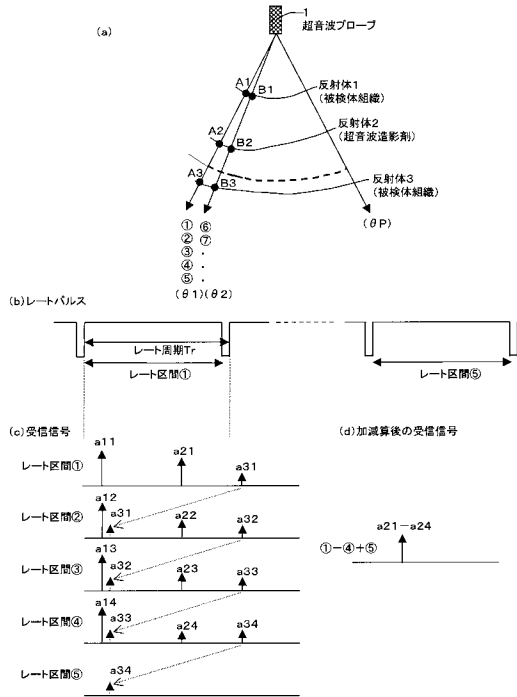 (a)
1
超音波プローブ
A1
B1
反射体1
(被検体組織)
A2
B2
反射体2
(超音波造影剤)
A3
B3
反射体3
(被検体組織)
① ⑥
② ⑦
③ .
④ .
⑤ .
(θ1)(θ2)
(θP)
(b)レートパルス
レート周期Tr
レート区間①
レート区間⑤
(c)受信信号
(d)加減算後の受信信号
レート区間①
a11
a21
a31
レート区間②
a12
a31
a22
a32
レート区間③
a13
a32
a23
a33
レート区間④
a14
a33
a24
a34
レート区間⑤
a34
a21-a24
①-④+⑤